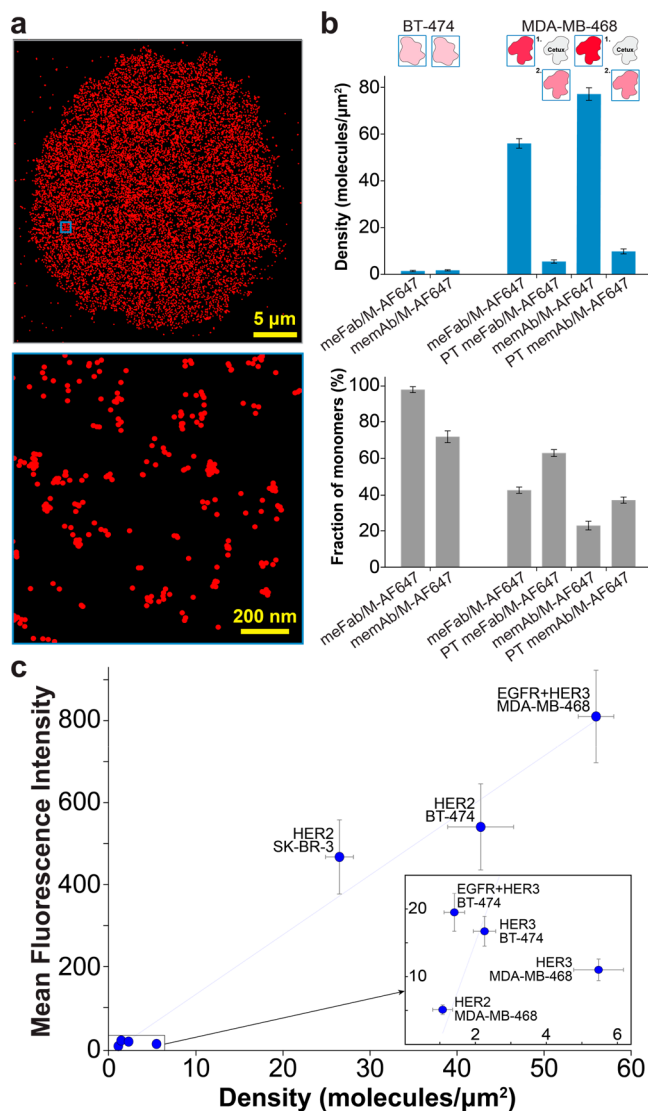 a
5 µm
200 nm
b
BT-474
MDA-MB-468
1.
Cetux
1.
Cetux
2.
2.
Density (molecules/µm²)
80
60
40
20
0
meFab/M-AF647
memAb/M-AF647
meFab/M-AF647
PT meFab/M-AF647
memAb/M-AF647
PT memAb/M-AF647
Fraction of monomers (%)
100
80
60
40
20
0
meFab/M-AF647
memAb/M-AF647
meFab/M-AF647
PT meFab/M-AF647
memAb/M-AF647
PT memAb/M-AF647
c
Mean Fluorescence Intensity
800
600
400
200
0
EGFR+HER3
MDA-MB-468
HER2
BT-474
HER2
SK-BR-3
20
10
EGFR+HER3
BT-474
HER3
BT-474
HER3
MDA-MB-468
HER2
MDA-MB-468
2
4
6
0
10
20
30
40
50
60
Density (molecules/µm²)